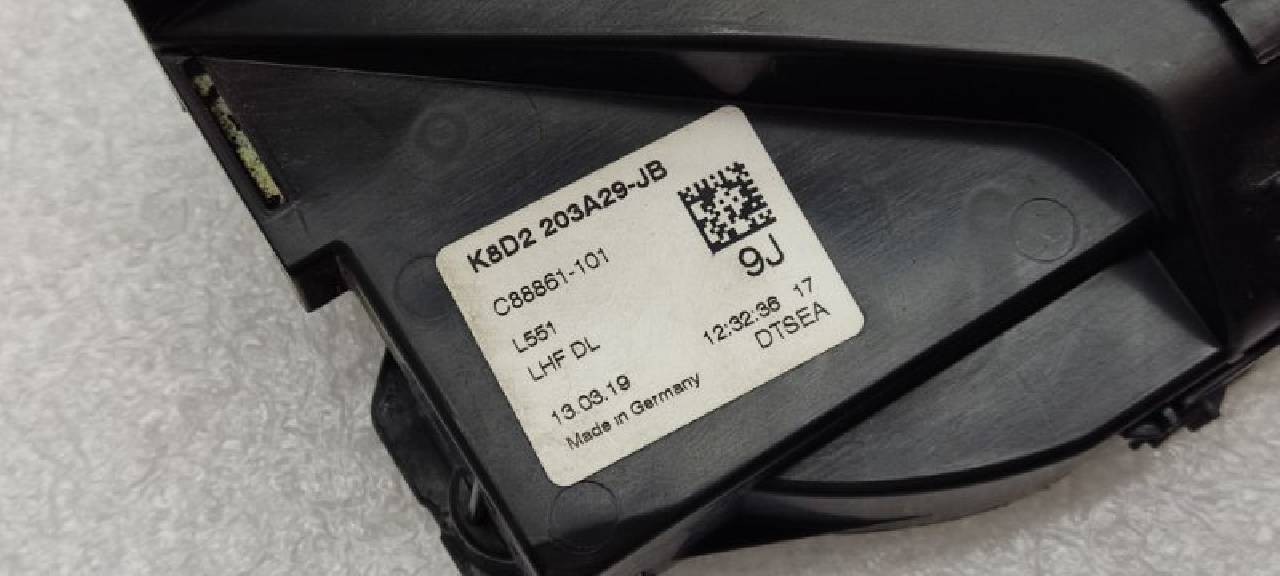 K8D2 203A29-JB
C88861-101
9J
L551
LHF DL
12:32:36 17
DTSEA
13.03.19
Made in Germany